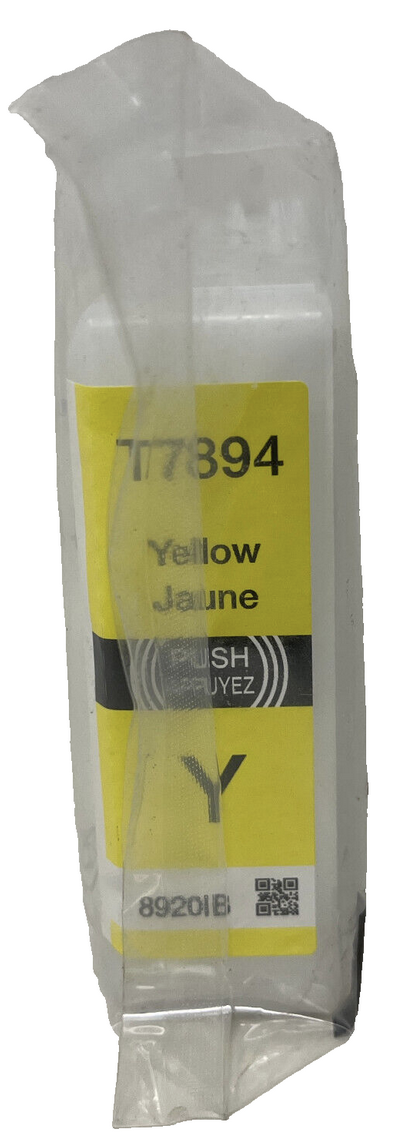 T7894
Yellow
Jaune
PUSH
APPUYEZ
Y
8920IB